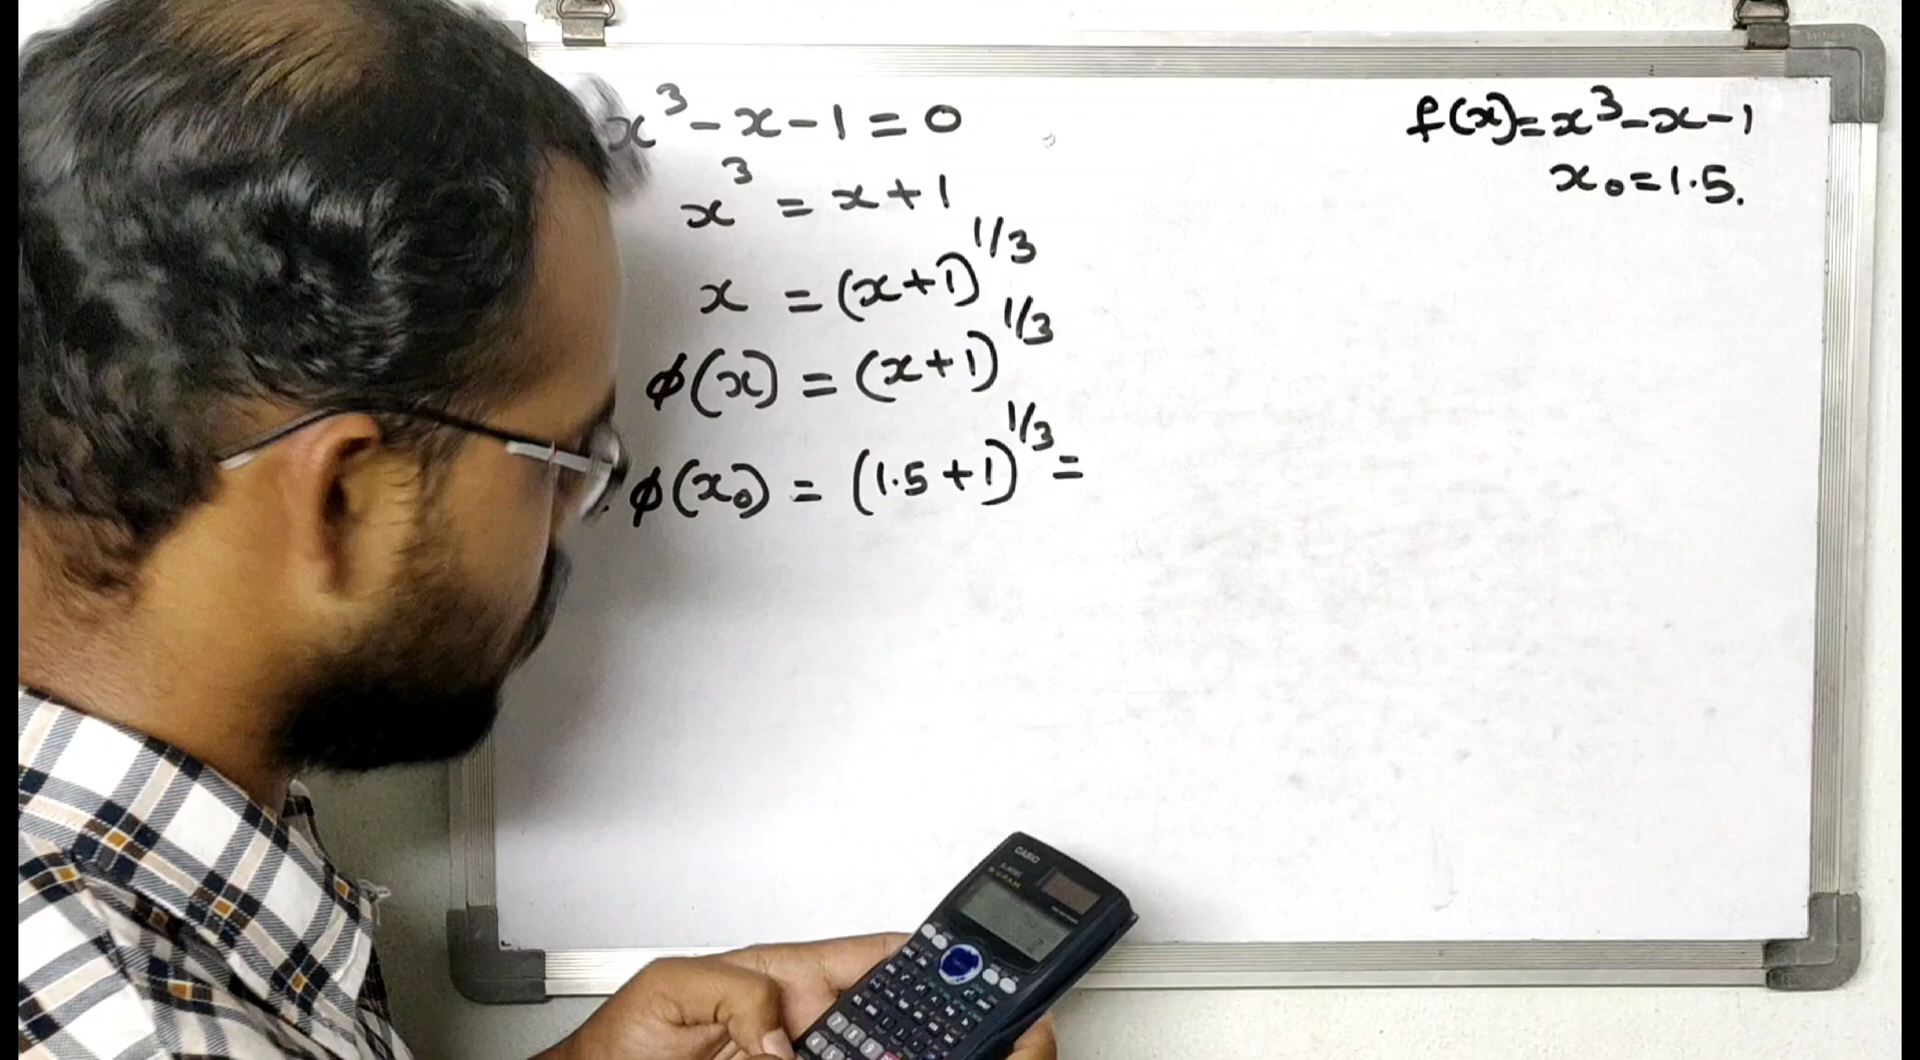 x³-x-1=0
x³ = x+1
x = (x+1)^1/3
ϕ(x) = (x+1)^1/3
ϕ(x₀) = (1.5+1)^1/3 =
f(x)=x³-x-1
x₀=1.5.
CASIO